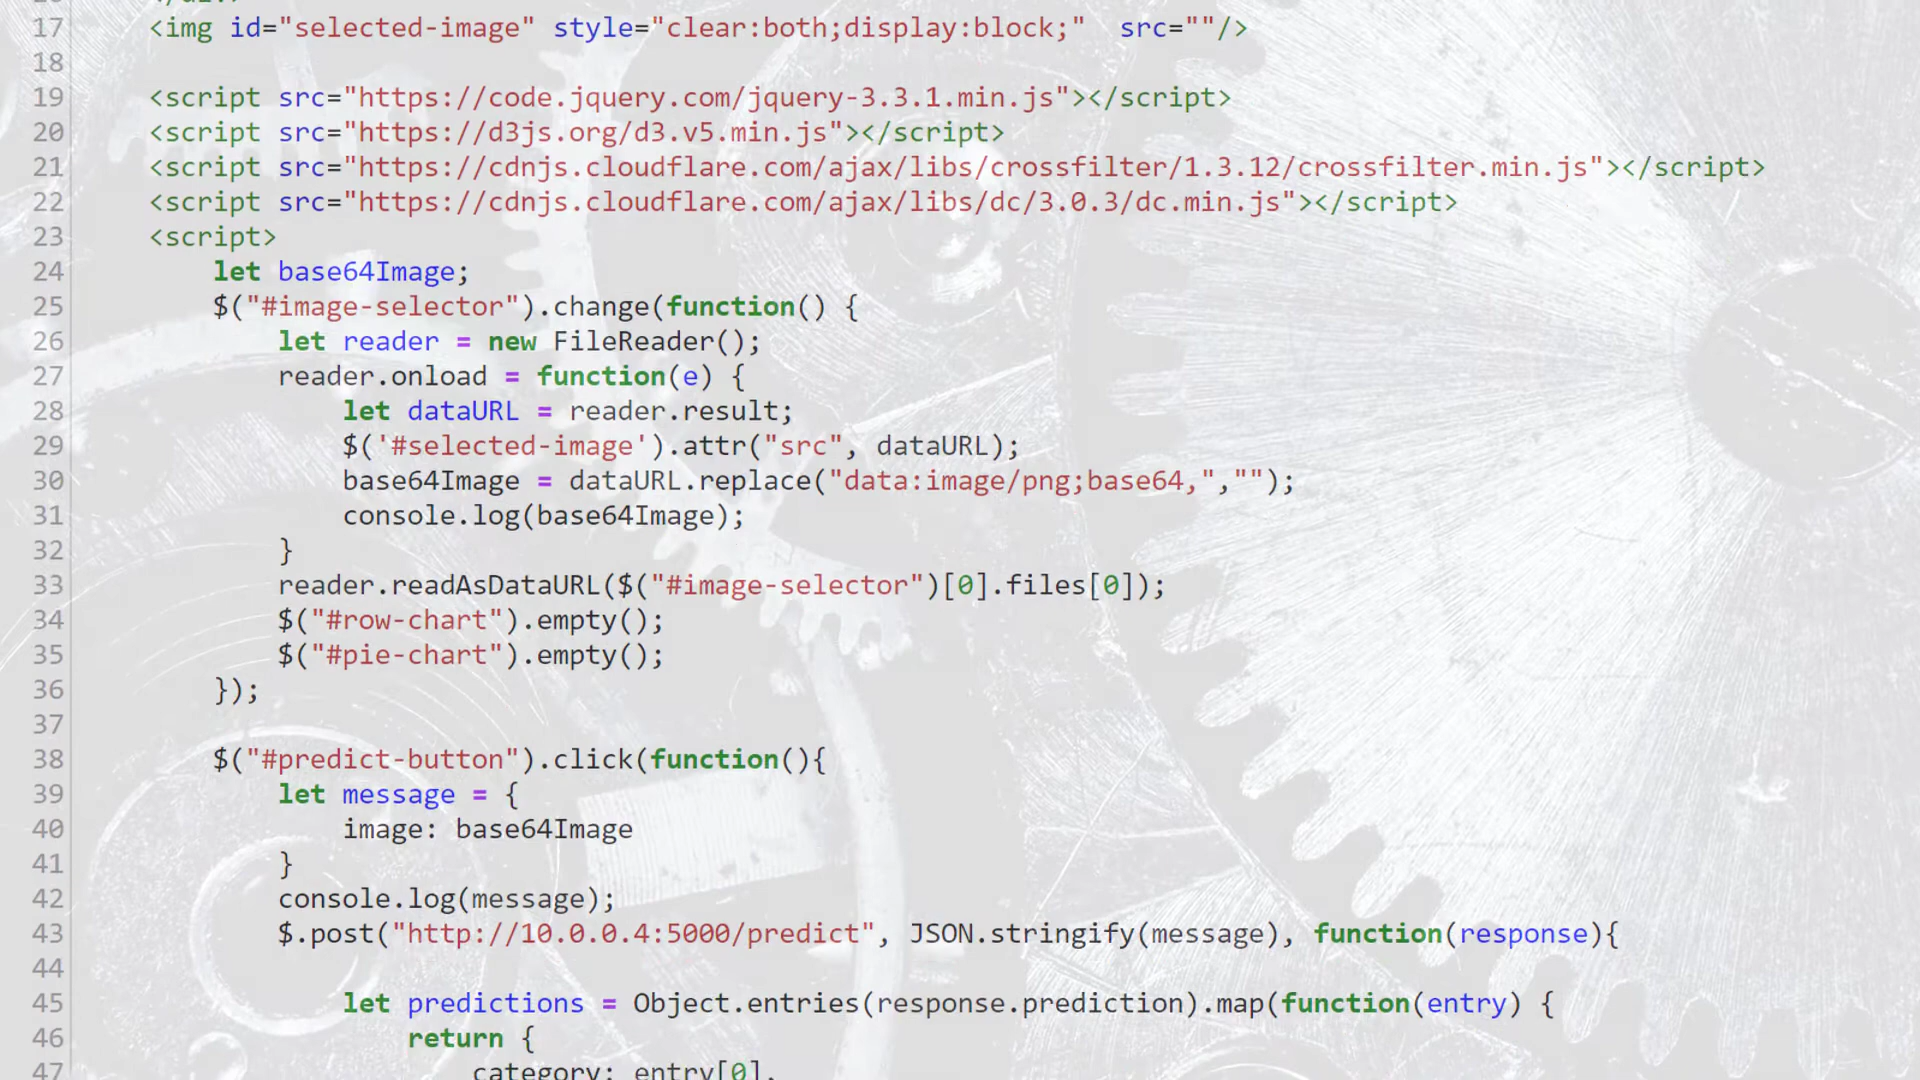 17 <img id="selected-image" style="clear:both;display:block;" src=""/>
18
19 <script src="https://code.jquery.com/jquery-3.3.1.min.js"></script>
20 <script src="https://d3js.org/d3.v5.min.js"></script>
21 <script src="https://cdnjs.cloudflare.com/ajax/libs/crossfilter/1.3.12/crossfilter.min.js"></script>
22 <script src="https://cdnjs.cloudflare.com/ajax/libs/dc/3.0.3/dc.min.js"></script>
23 <script>
24 let base64Image;
25 $("#image-selector").change(function() {
26 let reader = new FileReader();
27 reader.onload = function(e) {
28 let dataURL = reader.result;
29 $('#selected-image').attr("src", dataURL);
30 base64Image = dataURL.replace("data:image/png;base64,","");
31 console.log(base64Image);
32 }
33 reader.readAsDataURL($("#image-selector")[0].files[0]);
34 $("#row-chart").empty();
35 $("#pie-chart").empty();
36 });
37
38 $("#predict-button").click(function(){
39 let message = {
40 image: base64Image
41 }
42 console.log(message);
43 $.post("http://10.0.0.4:5000/predict", JSON.stringify(message), function(response){
44
45 let predictions = Object.entries(response.prediction).map(function(entry) {
46 return {
47 category: entry[0],